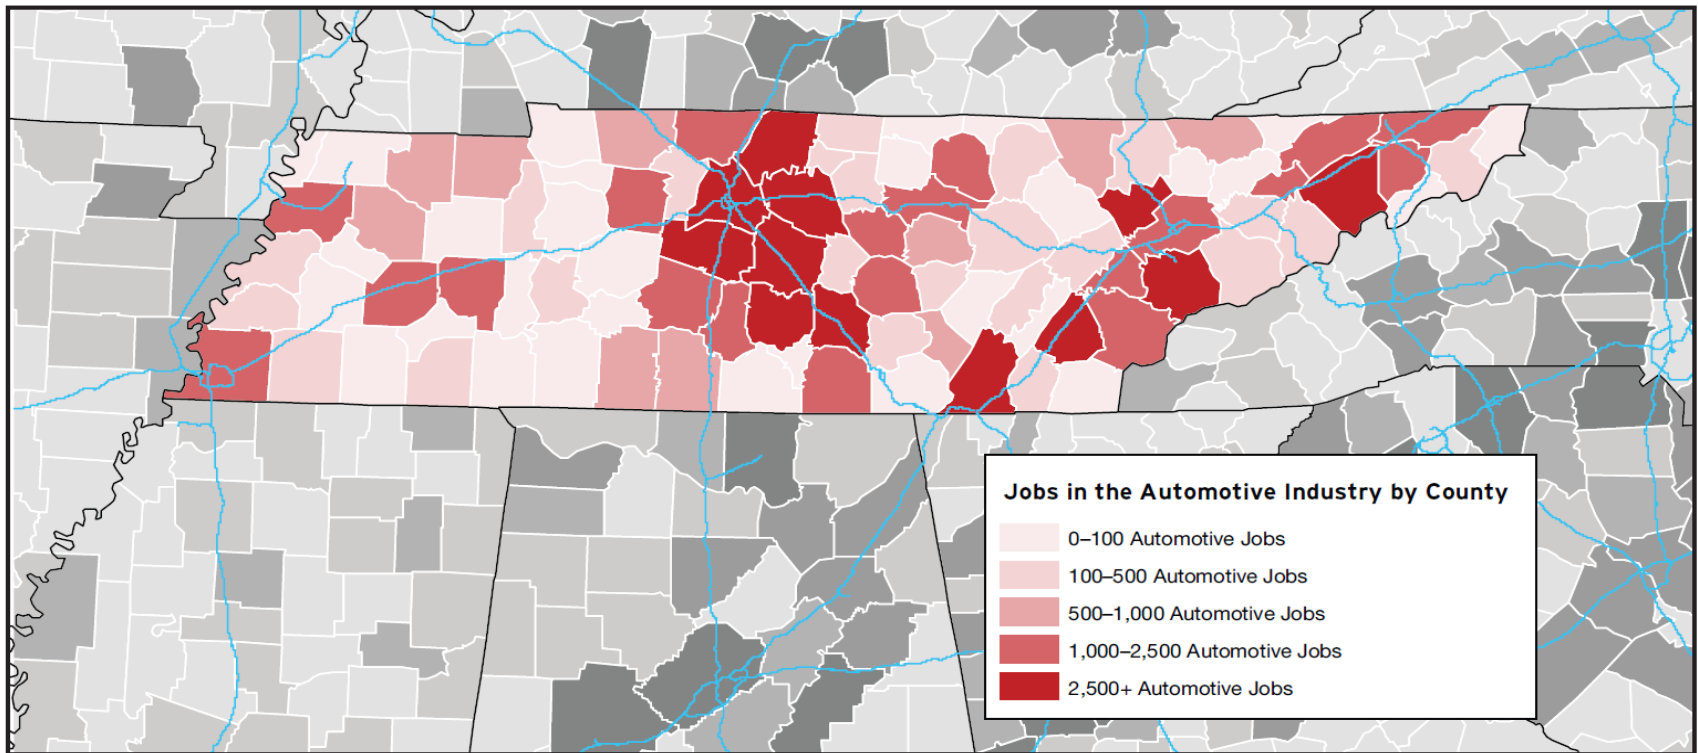 Jobs in the Automotive Industry by County
0–100 Automotive Jobs
100–500 Automotive Jobs
500–1,000 Automotive Jobs
1,000–2,500 Automotive Jobs
2,500+ Automotive Jobs